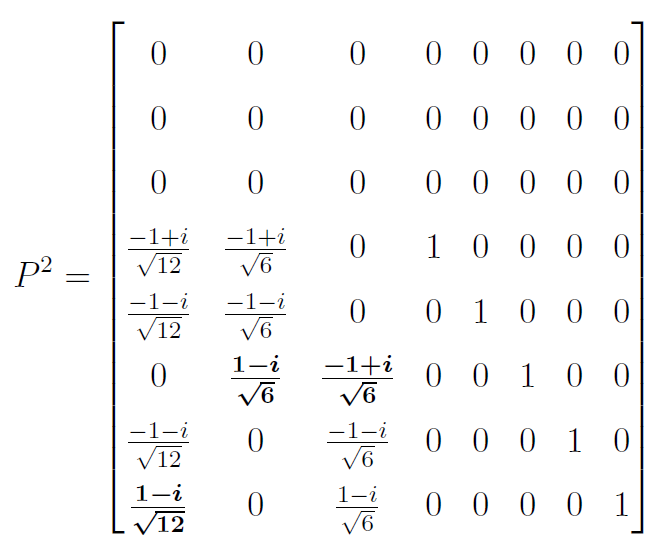 0 0 0 0 0 0 0 0
0 0 0 0 0 0 0 0
0 0 0 0 0 0 0 0
(-1+i)/√12 (-1+i)/√6 0 1 0 0 0 0
P² = (-1-i)/√12 (-1-i)/√6 0 0 1 0 0 0
0 (1-i)/√6 (-1+i)/√6 0 0 1 0 0
(-1-i)/√12 0 (-1-i)/√6 0 0 0 1 0
(1-i)/√12 0 (1-i)/√6 0 0 0 0 1